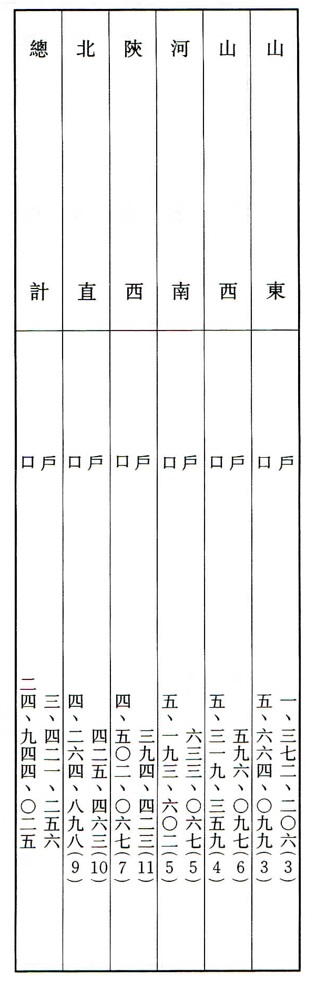 山東
戶 一、三七二、二〇六(3)
口 五、六六四、〇九九(3)
山西
戶 五九六、〇九七(6)
口 五、三一九、三五九(4)
河南
戶 六三三、〇六七(5)
口 五、一九三、六〇二(5)
陝西
戶 三九四、四二三(11)
口 四、五〇二、〇六七(7)
北直
戶 四二五、四六三(10)
口 四、二六四、八九八(9)
總計
戶 三、四二一、二五六
口 二四、九四四、〇二五